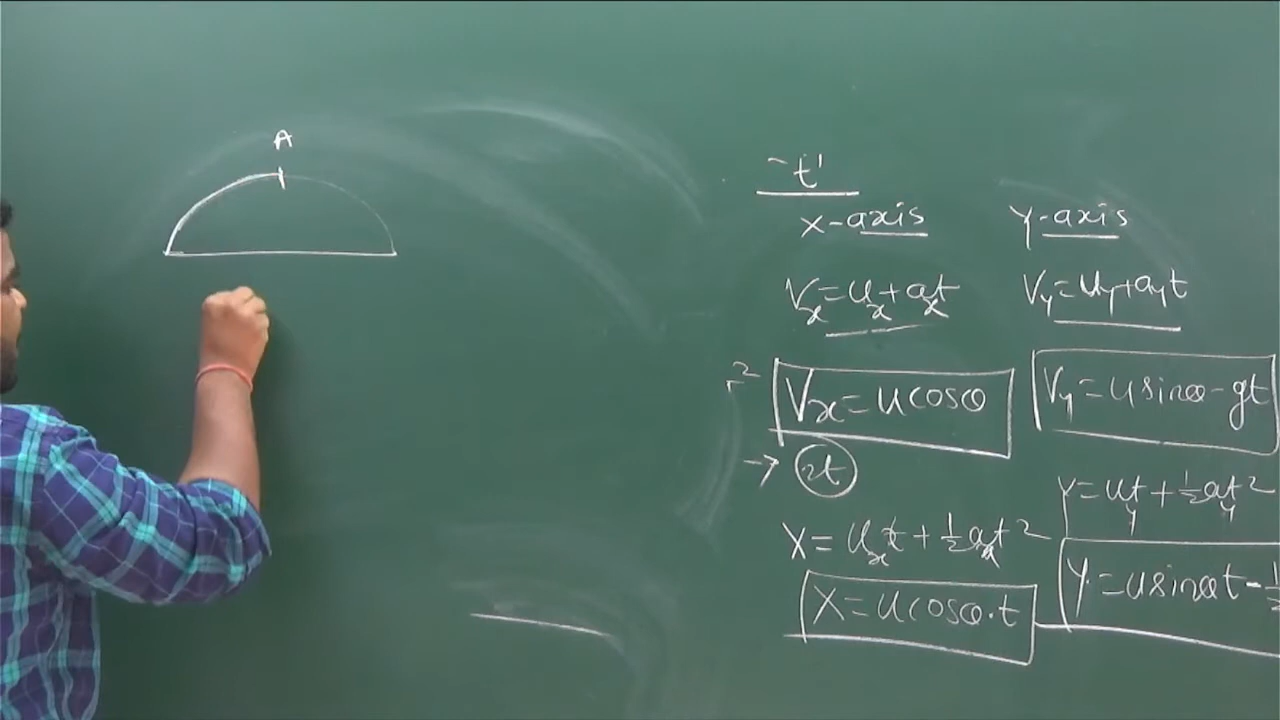 A
't'
X-axis
Y-axis
Vx=ux+axt
Vy=uy+ayt
Vx=ucosθ
Vy=usinθ-gt
2t
X=uxt+½axt²
Y=uyt+½ayt²
X=ucosθ·t
Y=usinθt-